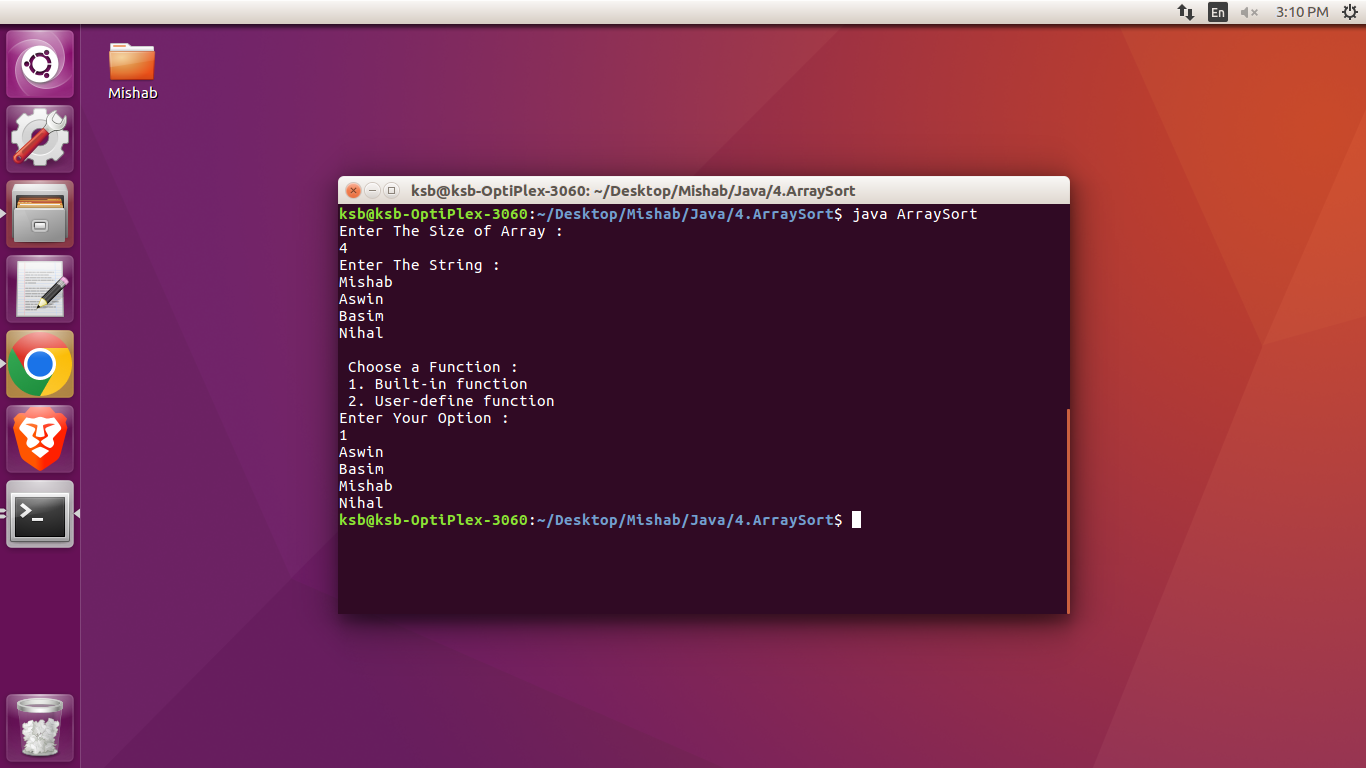 En 3:10 PM
Mishab
ksb@ksb-OptiPlex-3060: ~/Desktop/Mishab/Java/4.ArraySort
ksb@ksb-OptiPlex-3060:~/Desktop/Mishab/Java/4.ArraySort$ java ArraySort
Enter The Size of Array :
4
Enter The String :
Mishab
Aswin
Basim
Nihal

 Choose a Function :
 1. Built-in function
 2. User-define function
Enter Your Option :
1
Aswin
Basim
Mishab
Nihal
ksb@ksb-OptiPlex-3060:~/Desktop/Mishab/Java/4.ArraySort$